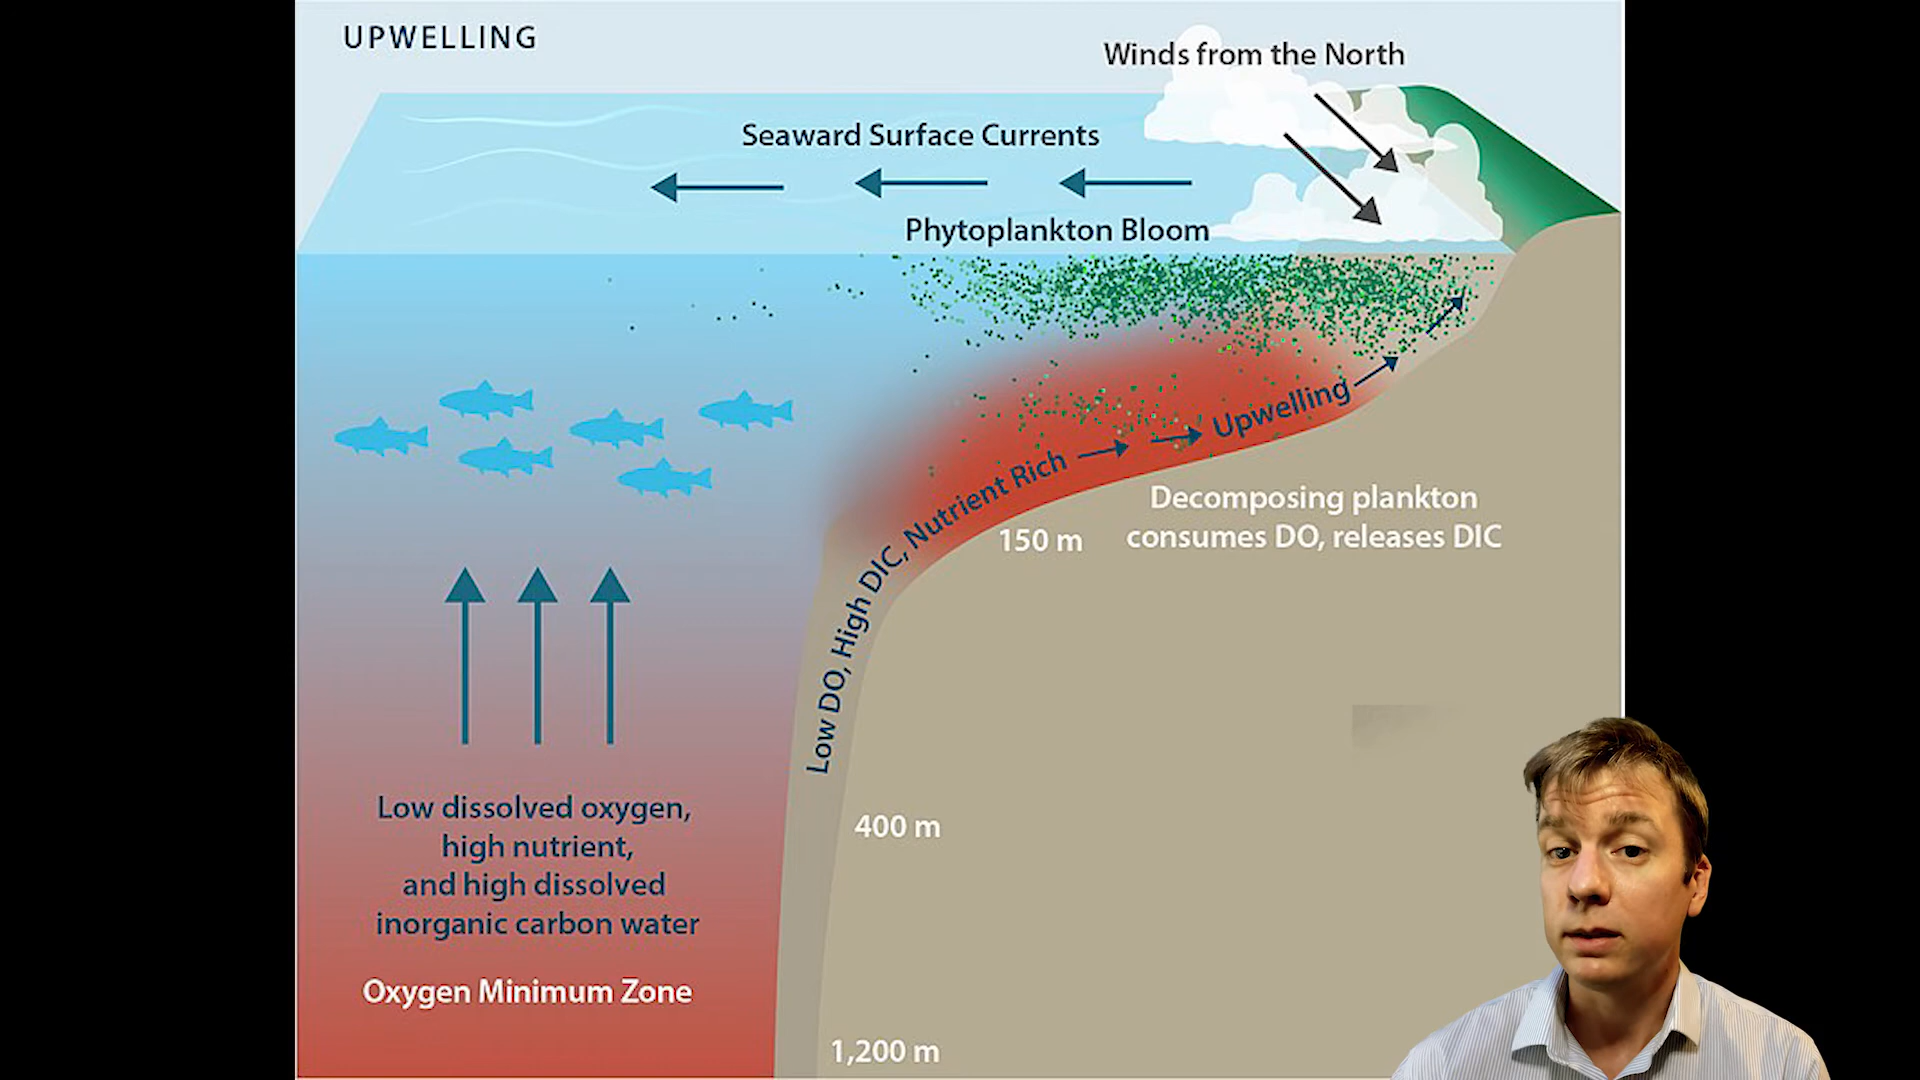 UPWELLING
Winds from the North
Seaward Surface Currents
Phytoplankton Bloom
Upwelling
Low DO, High DIC, Nutrient Rich
Decomposing plankton
consumes DO, releases DIC
150 m
400 m
1,200 m
Low dissolved oxygen,
high nutrient,
and high dissolved
inorganic carbon water
Oxygen Minimum Zone